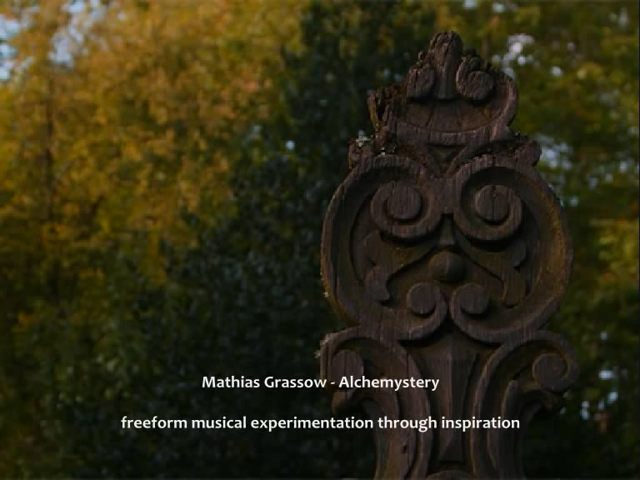 Mathias Grassow - Alchemystery
freeform musical experimentation through inspiration